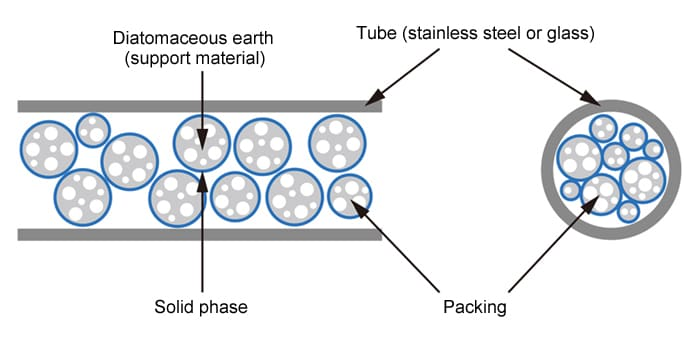 Diatomaceous earth
(support material)
Tube (stainless steel or glass)
Solid phase
Packing